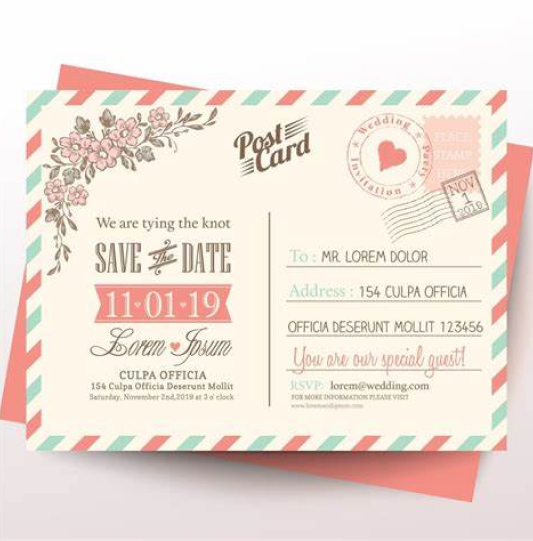 Post
Card
Wedding Party Invitation
PLACE
STAMP
HERE
NOV
1
2019
We are tying the knot
SAVE the DATE
11-01-19
Lorem Ipsum
CULPA OFFICIA
154 Culpa Officia Deserunt Mollit
Saturday, November 2nd,2019 at 3 o' clock
To : MR. LOREM DOLOR
Address : 154 CULPA OFFICIA
OFFICIA DESERUNT MOLLIT 123456
You are our special guest!
RSVP: lorem@wedding.com
FOR MORE INFORMATION PLEASE VISIT
www.loremandipsum.com